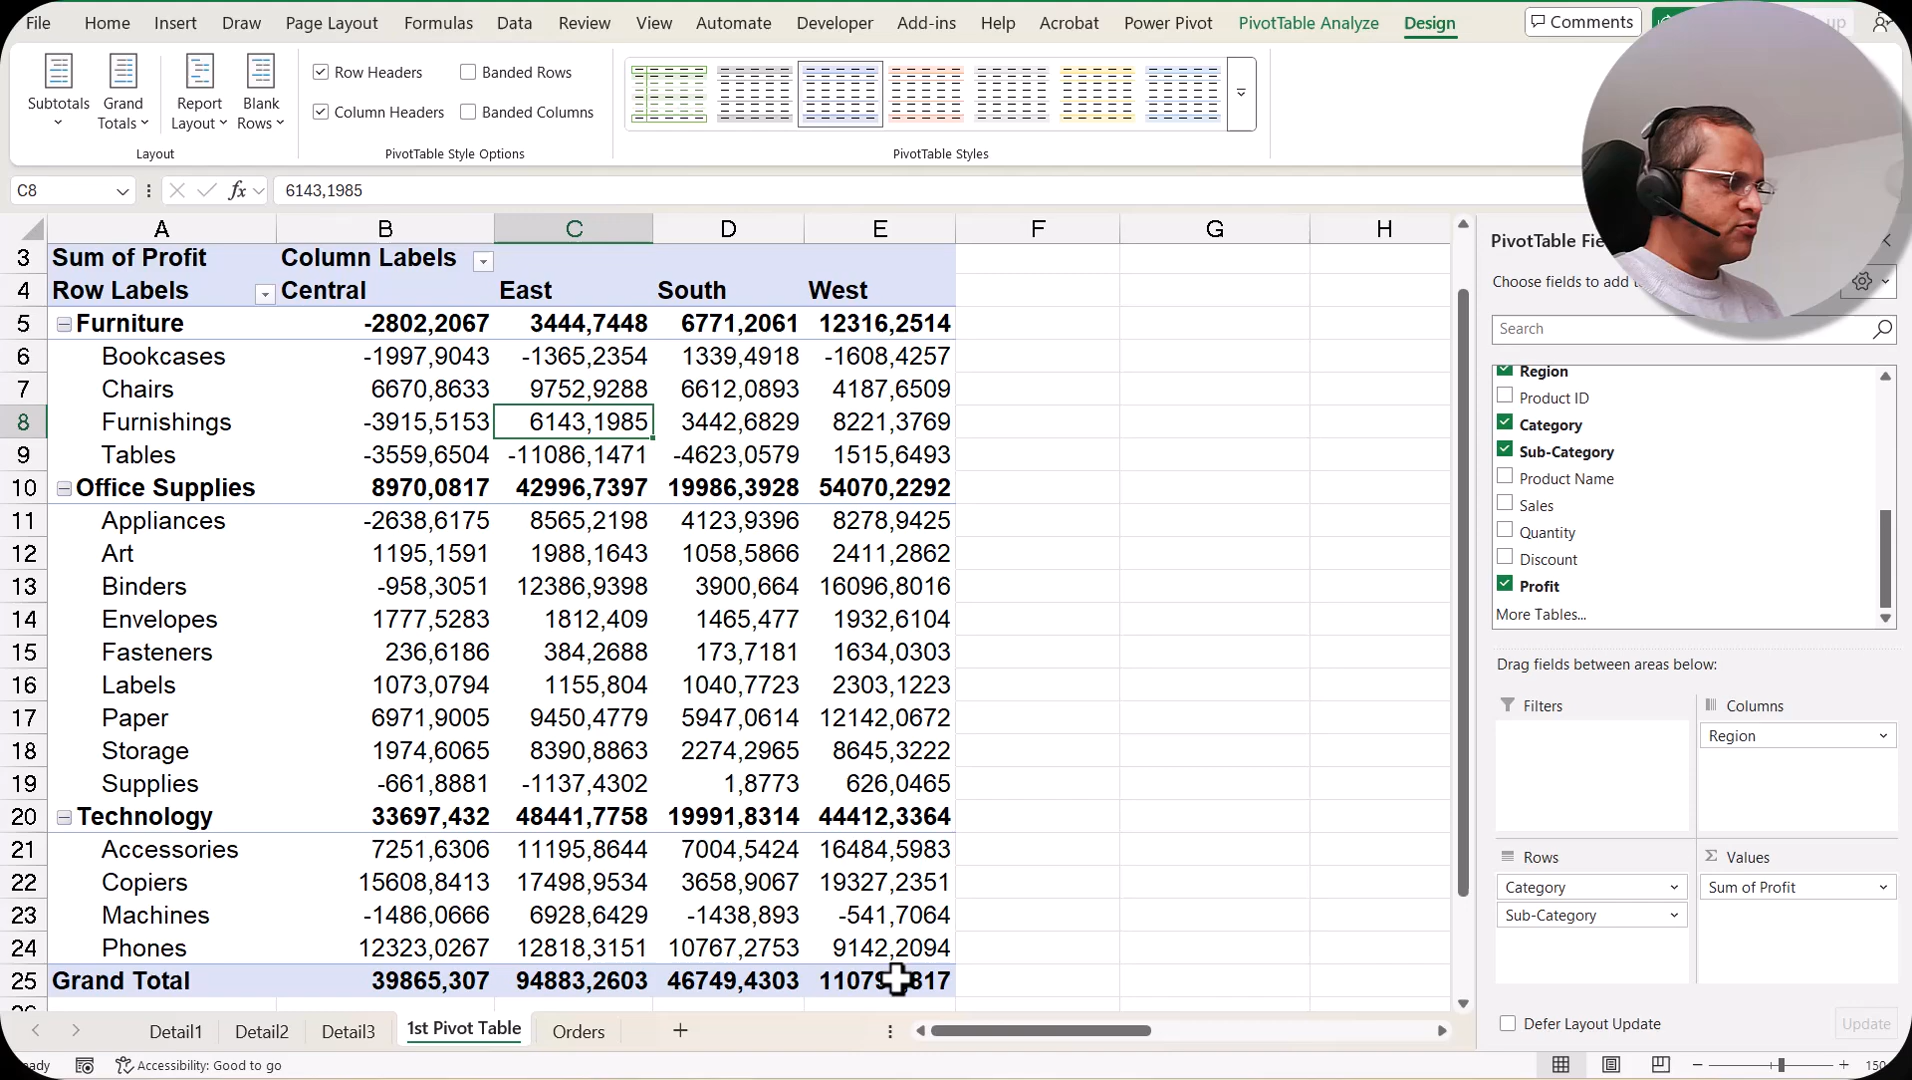 File Home Insert Draw Page Layout Formulas Data Review View Automate Developer Add-ins Help Acrobat Power Pivot PivotTable Analyze Design Comments
Row Headers Banded Rows
Subtotals Grand Totals Report Layout Blank Rows
Column Headers Banded Columns
Layout PivotTable Style Options PivotTable Styles
C8 fx 6143,1985
A B C D E F G H
3 Sum of Profit Column Labels
4 Row Labels Central East South West
5 Furniture -2802,2067 3444,7448 6771,2061 12316,2514
6 Bookcases -1997,9043 -1365,2354 1339,4918 -1608,4257
7 Chairs 6670,8633 9752,9288 6612,0893 4187,6509
8 Furnishings -3915,5153 6143,1985 3442,6829 8221,3769
9 Tables -3559,6504 -11086,1471 -4623,0579 1515,6493
10 Office Supplies 8970,0817 42996,7397 19986,3928 54070,2292
11 Appliances -2638,6175 8565,2198 4123,9396 8278,9425
12 Art 1195,1591 1988,1643 1058,5866 2411,2862
13 Binders -958,3051 12386,9398 3900,664 16096,8016
14 Envelopes 1777,5283 1812,409 1465,477 1932,6104
15 Fasteners 236,6186 384,2688 173,7181 1634,0303
16 Labels 1073,0794 1155,804 1040,7723 2303,1223
17 Paper 6971,9005 9450,4779 5947,0614 12142,0672
18 Storage 1974,6065 8390,8863 2274,2965 8645,3222
19 Supplies -661,8881 -1137,4302 1,8773 626,0465
20 Technology 33697,432 48441,7758 19991,8314 44412,3364
21 Accessories 7251,6306 11195,8644 7004,5424 16484,5983
22 Copiers 15608,8413 17498,9534 3658,9067 19327,2351
23 Machines -1486,0666 6928,6429 -1438,893 -541,7064
24 Phones 12323,0267 12818,3151 10767,2753 9142,2094
25 Grand Total 39865,307 94883,2603 46749,4303
Detail1 Detail2 Detail3 1st Pivot Table Orders
Accessibility: Good to go
PivotTable
Choose fields to add
Search
Region
Product ID
Category
Sub-Category
Product Name
Sales
Quantity
Discount
Profit
More Tables...
Drag fields between areas below:
Filters Columns
Region
Rows Values
Category Sum of Profit
Sub-Category
Defer Layout Update Update